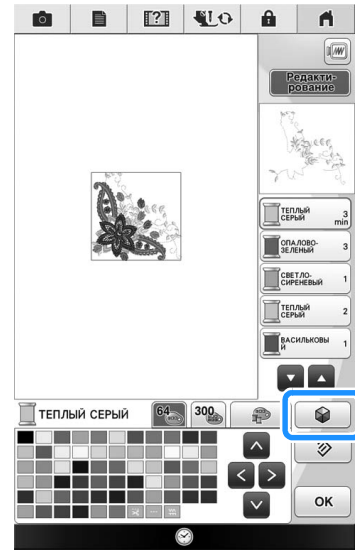 Редакти-
рование
ТЕПЛЫЙ
СЕРЫЙ
3
min
ОПАЛОВО-
ЗЕЛЕНЫЙ
3
СВЕТЛО-
СИРЕНЕВЫЙ
1
ТЕПЛЫЙ
СЕРЫЙ
2
ВАСИЛЬКОВЫ
Й
1
ТЕПЛЫЙ СЕРЫЙ
64
300
OK